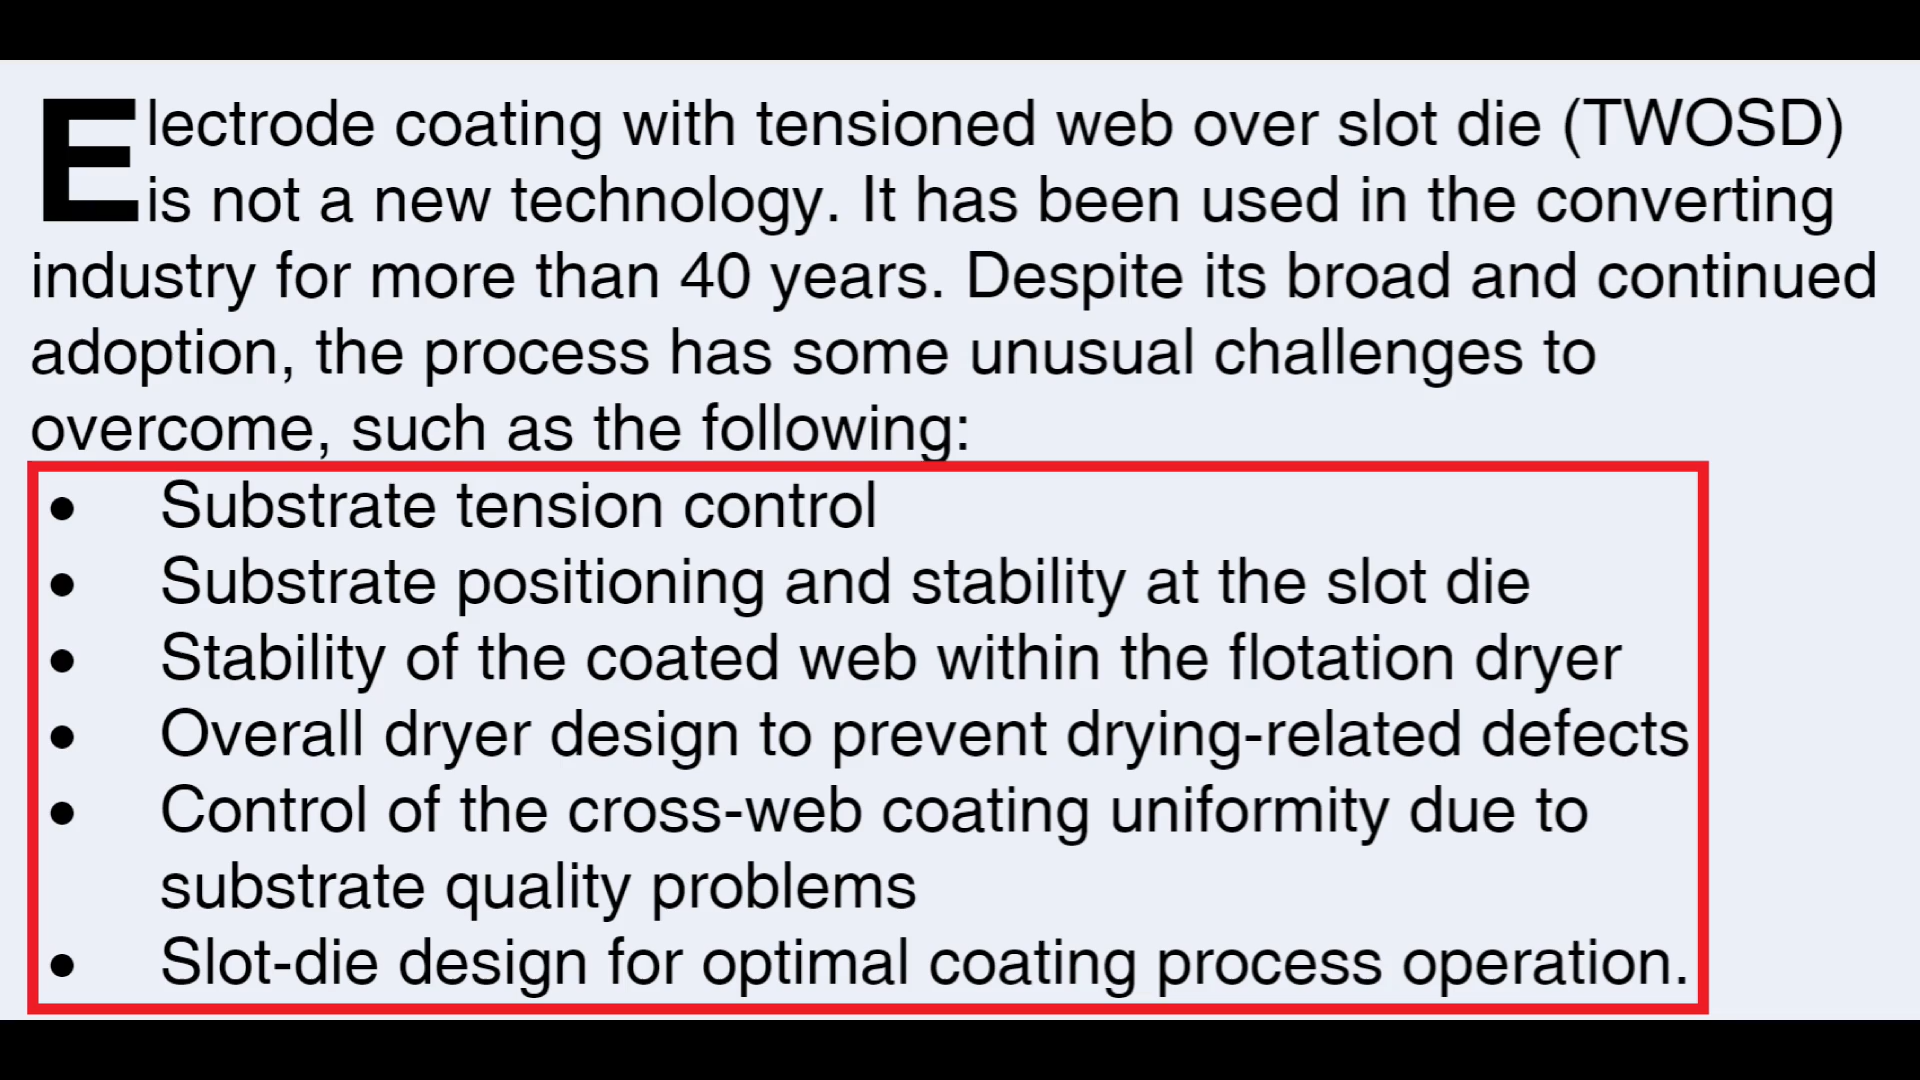 Electrode coating with tensioned web over slot die (TWOSD)
is not a new technology. It has been used in the converting
industry for more than 40 years. Despite its broad and continued
adoption, the process has some unusual challenges to
overcome, such as the following:
• Substrate tension control
• Substrate positioning and stability at the slot die
• Stability of the coated web within the flotation dryer
• Overall dryer design to prevent drying-related defects
• Control of the cross-web coating uniformity due to
substrate quality problems
• Slot-die design for optimal coating process operation.